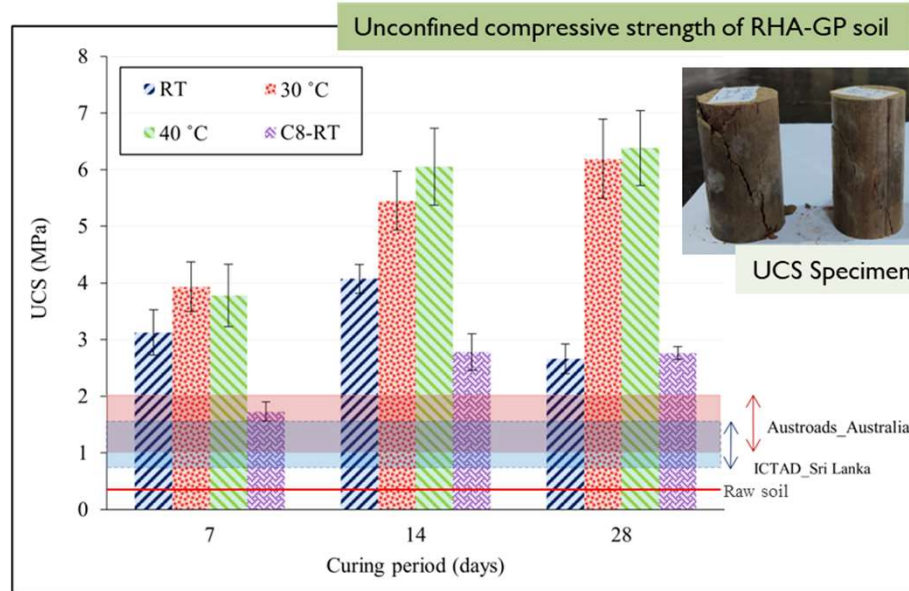 Unconfined compressive strength of RHA-GP soil
8
7
6
5
4
3
2
1
0
UCS (MPa)
RT
30 ˚C
40 ˚C
C8-RT
UCS Specimen
Austroads_Australia
ICTAD_Sri Lanka
Raw soil
7
14
28
Curing period (days)